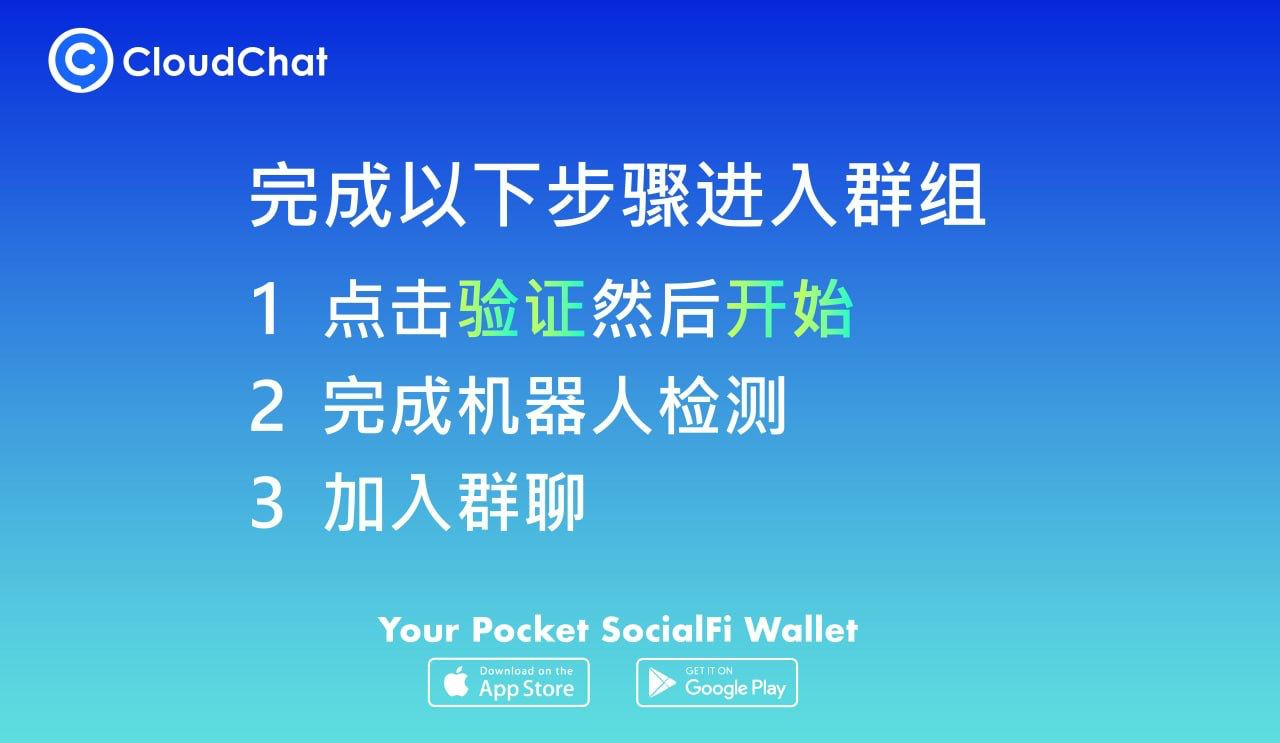 CloudChat
完成以下步骤进入群组
1 点击验证然后开始
2 完成机器人检测
3 加入群聊
Your Pocket SocialFi Wallet
Download on the
App Store
GET IT ON
Google Play